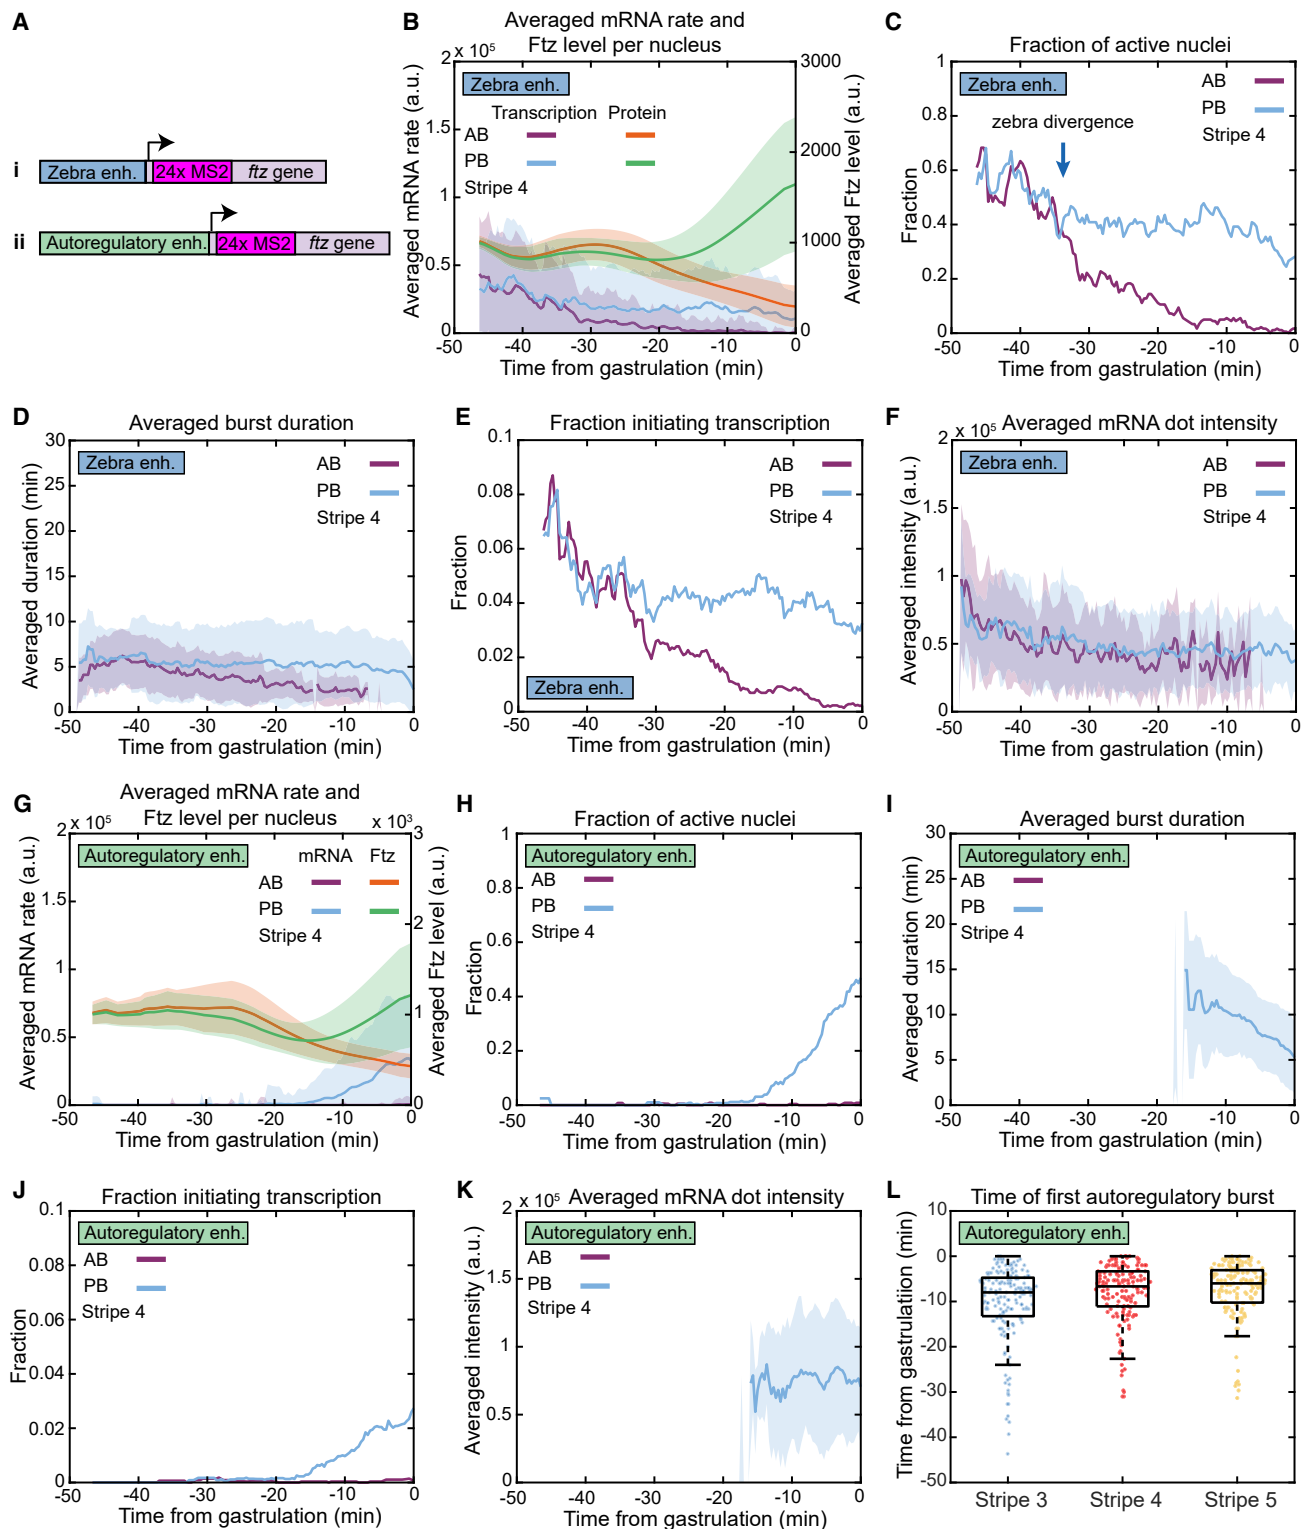 A
i
Zebra enh.
24x MS2
ftz gene
ii
Autoregulatory enh.
24x MS2
ftz gene
B
Averaged mRNA rate and
Ftz level per nucleus
2 x 10⁵
3000
Zebra enh.
Transcription Protein
AB
PB
Stripe 4
1.5
1
0.5
0
2000
1000
0
Averaged mRNA rate (a.u.)
Averaged Ftz level (a.u.)
-50 -40 -30 -20 -10 0
Time from gastrulation (min)
C
Fraction of active nuclei
Zebra enh.
AB
PB
Stripe 4
zebra divergence
1
0.8
0.6
0.4
0.2
0
Fraction
-50 -40 -30 -20 -10 0
Time from gastrulation (min)
D
Averaged burst duration
Zebra enh.
AB
PB
Stripe 4
30
25
20
15
10
5
0
Averaged duration (min)
-50 -40 -30 -20 -10 0
Time from gastrulation (min)
E
Fraction initiating transcription
AB
PB
Stripe 4
0.1
0.08
0.06
0.04
0.02
0
Fraction
Zebra enh.
-50 -40 -30 -20 -10 0
Time from gastrulation (min)
F
2 x 10⁵ Averaged mRNA dot intensity
Zebra enh.
AB
PB
Stripe 4
1.5
1
0.5
0
Averaged intensity (a.u.)
-50 -40 -30 -20 -10 0
Time from gastrulation (min)
G
Averaged mRNA rate and
Ftz level per nucleus
2 x 10⁵
x 10³
3
Autoregulatory enh.
mRNA Ftz
AB
PB
Stripe 4
1.5
1
0.5
0
2
1
0
Averaged mRNA rate (a.u.)
Averaged Ftz level (a.u.)
-50 -40 -30 -20 -10 0
Time from gastrulation (min)
H
Fraction of active nuclei
Autoregulatory enh.
AB
PB
Stripe 4
1
0.8
0.6
0.4
0.2
0
Fraction
-50 -40 -30 -20 -10 0
Time from gastrulation (min)
I
Averaged burst duration
Autoregulatory enh.
AB
PB
Stripe 4
30
25
20
15
10
5
0
Averaged duration (min)
-50 -40 -30 -20 -10 0
Time from gastrulation (min)
J
Fraction initiating transcription
Autoregulatory enh.
AB
PB
Stripe 4
0.1
0.08
0.06
0.04
0.02
0
Fraction
-50 -40 -30 -20 -10 0
Time from gastrulation (min)
K
2 x 10⁵ Averaged mRNA dot intensity
Autoregulatory enh.
AB
PB
Stripe 4
1.5
1
0.5
0
Averaged intensity (a.u.)
-50 -40 -30 -20 -10 0
Time from gastrulation (min)
L
Time of first autoregulatory burst
Autoregulatory enh.
10
0
-10
-20
-30
-40
-50
Time from gastrulation (min)
Stripe 3 Stripe 4 Stripe 5